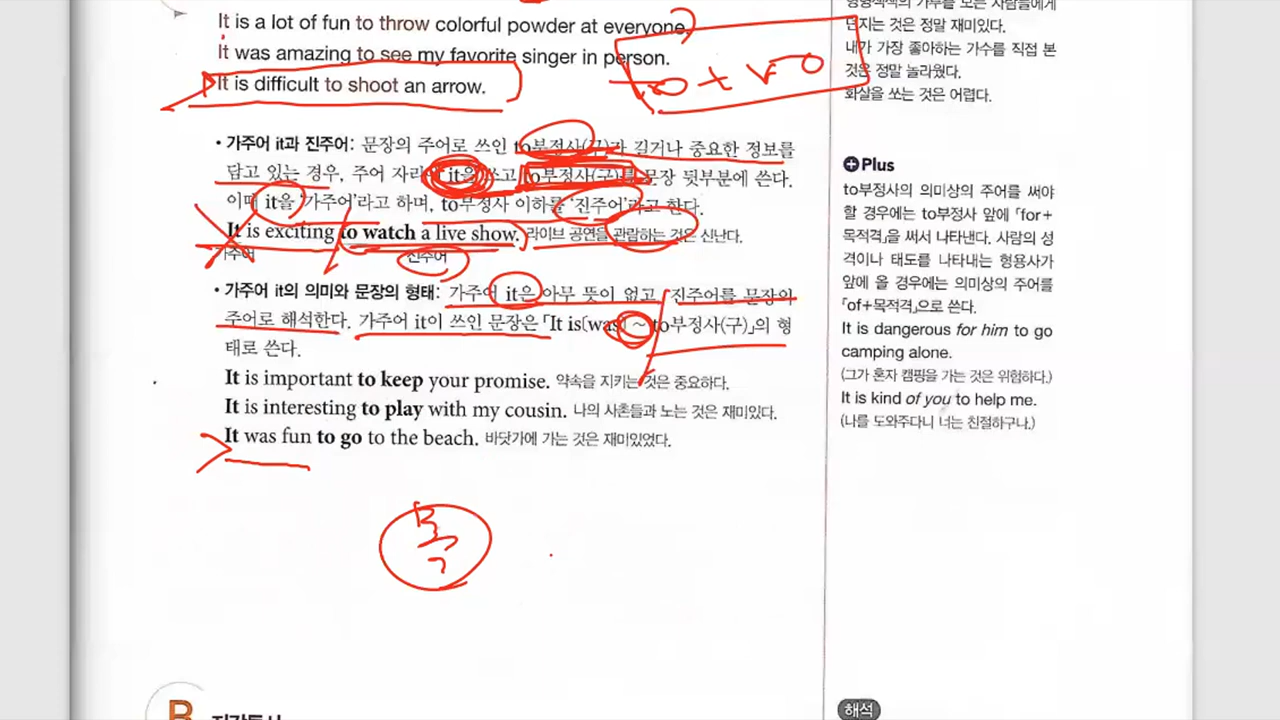 It is a lot of fun to throw colorful powder at everyone.
It was amazing to see my favorite singer in person.
It is difficult to shoot an arrow.
to + v
던지는 것은 정말 재미있다.
내가 가장 좋아하는 가수를 직접 본
것은 정말 놀라웠다.
화살을 쏘는 것은 어렵다.
• 가주어 it과 진주어: 문장의 주어로 쓰인 to부정사(구)가 길거나 중요한 정보를
담고 있는 경우, 주어 자리에 it을 쓰고 to부정사(구)를 문장 뒷부분에 쓴다.
이때 it을 '가주어'라고 하며, to부정사 이하를 '진주어'라고 한다.
It is exciting to watch a live show. 라이브 공연을 관람하는 것은 신난다.
가주어 진주어
• 가주어 it의 의미와 문장의 형태: 가주어 it은 아무 뜻이 없고, 진주어를 문장의
주어로 해석한다. 가주어 it이 쓰인 문장은 「It is[was] ~ to부정사(구)」의 형
태로 쓴다.
It is important to keep your promise. 약속을 지키는 것은 중요하다.
It is interesting to play with my cousin. 나의 사촌들과 노는 것은 재미있다.
It was fun to go to the beach. 바닷가에 가는 것은 재미있었다.
Plus
to부정사의 의미상의 주어를 써야
할 경우에는 to부정사 앞에 「for+
목적격」을 써서 나타낸다. 사람의 성
격이나 태도를 나타내는 형용사가
앞에 올 경우에는 의미상의 주어를
「of+목적격」으로 쓴다.
It is dangerous for him to go
camping alone.
(그가 혼자 캠핑을 가는 것은 위험하다.)
It is kind of you to help me.
(나를 도와주다니 너는 친절하구나.)
B
해석